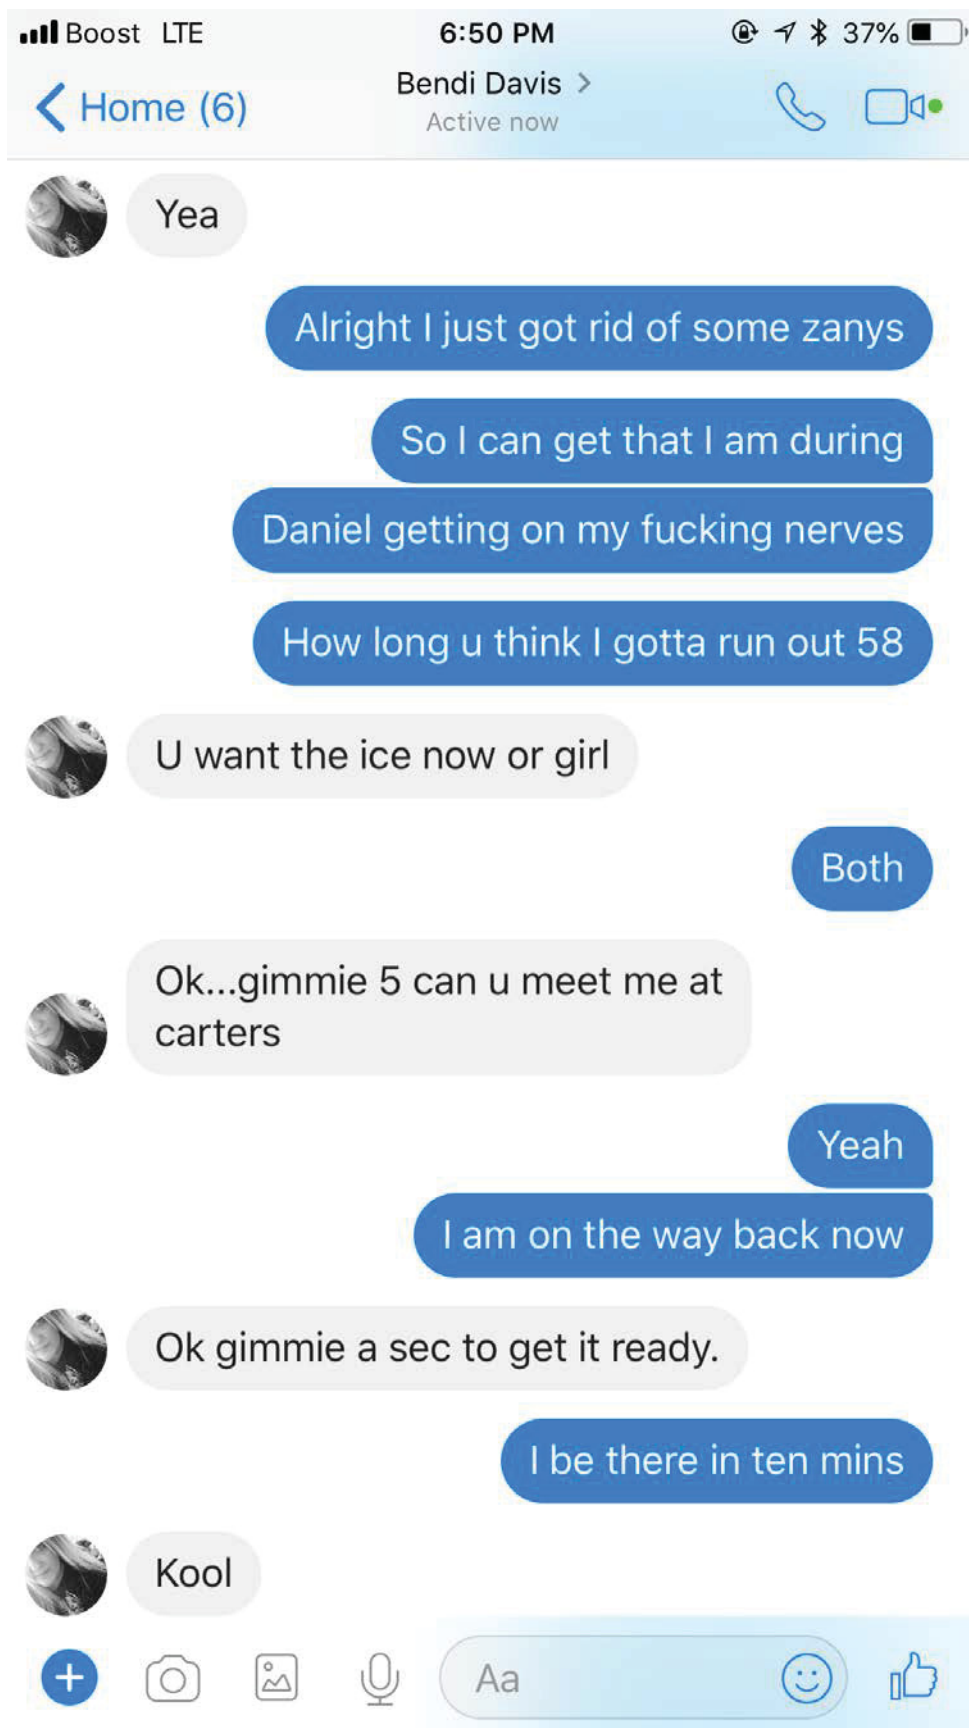 Boost LTE 6:50 PM 37%
Home (6) Bendi Davis
Active now
Yea
Alright I just got rid of some zanys
So I can get that I am during
Daniel getting on my fucking nerves
How long u think I gotta run out 58
U want the ice now or girl
Both
Ok...gimmie 5 can u meet me at
carters
Yeah
I am on the way back now
Ok gimmie a sec to get it ready.
I be there in ten mins
Kool
Aa